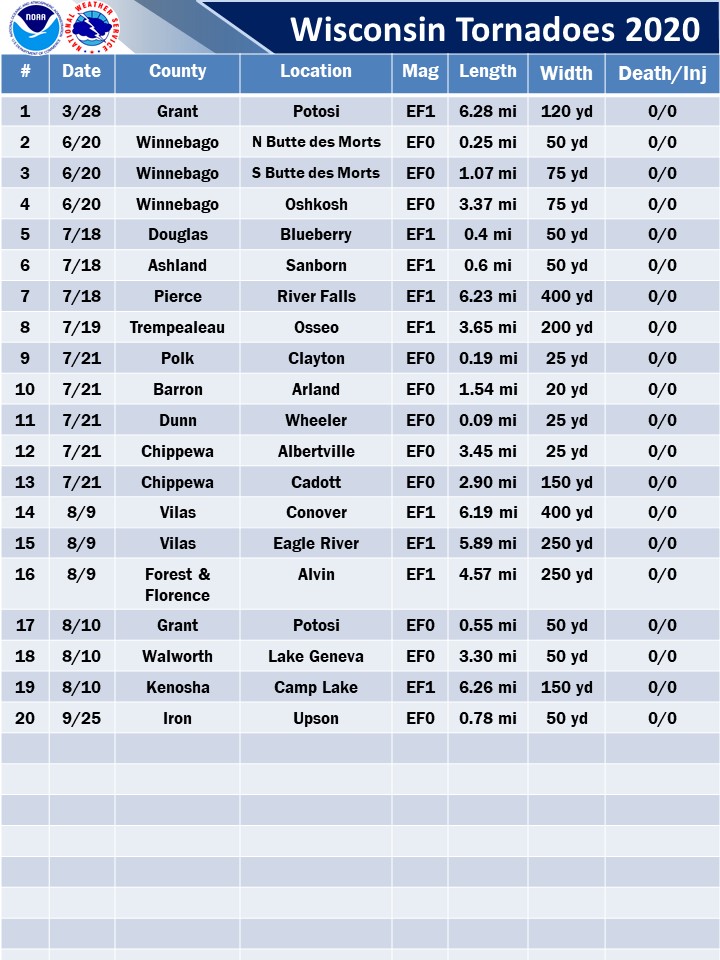 NOAA
NATIONAL WEATHER SERVICE
Wisconsin Tornadoes 2020
# Date County Location Mag Length Width Death/Inj
1 3/28 Grant Potosi EF1 6.28 mi 120 yd 0/0
2 6/20 Winnebago N Butte des Morts EF0 0.25 mi 50 yd 0/0
3 6/20 Winnebago S Butte des Morts EF0 1.07 mi 75 yd 0/0
4 6/20 Winnebago Oshkosh EF0 3.37 mi 75 yd 0/0
5 7/18 Douglas Blueberry EF1 0.4 mi 50 yd 0/0
6 7/18 Ashland Sanborn EF1 0.6 mi 50 yd 0/0
7 7/18 Pierce River Falls EF1 6.23 mi 400 yd 0/0
8 7/19 Trempealeau Osseo EF1 3.65 mi 200 yd 0/0
9 7/21 Polk Clayton EF0 0.19 mi 25 yd 0/0
10 7/21 Barron Arland EF0 1.54 mi 20 yd 0/0
11 7/21 Dunn Wheeler EF0 0.09 mi 25 yd 0/0
12 7/21 Chippewa Albertville EF0 3.45 mi 25 yd 0/0
13 7/21 Chippewa Cadott EF0 2.90 mi 150 yd 0/0
14 8/9 Vilas Conover EF1 6.19 mi 400 yd 0/0
15 8/9 Vilas Eagle River EF1 5.89 mi 250 yd 0/0
16 8/9 Forest & Alvin EF1 4.57 mi 250 yd 0/0
Florence
17 8/10 Grant Potosi EF0 0.55 mi 50 yd 0/0
18 8/10 Walworth Lake Geneva EF0 3.30 mi 50 yd 0/0
19 8/10 Kenosha Camp Lake EF1 6.26 mi 150 yd 0/0
20 9/25 Iron Upson EF0 0.78 mi 50 yd 0/0